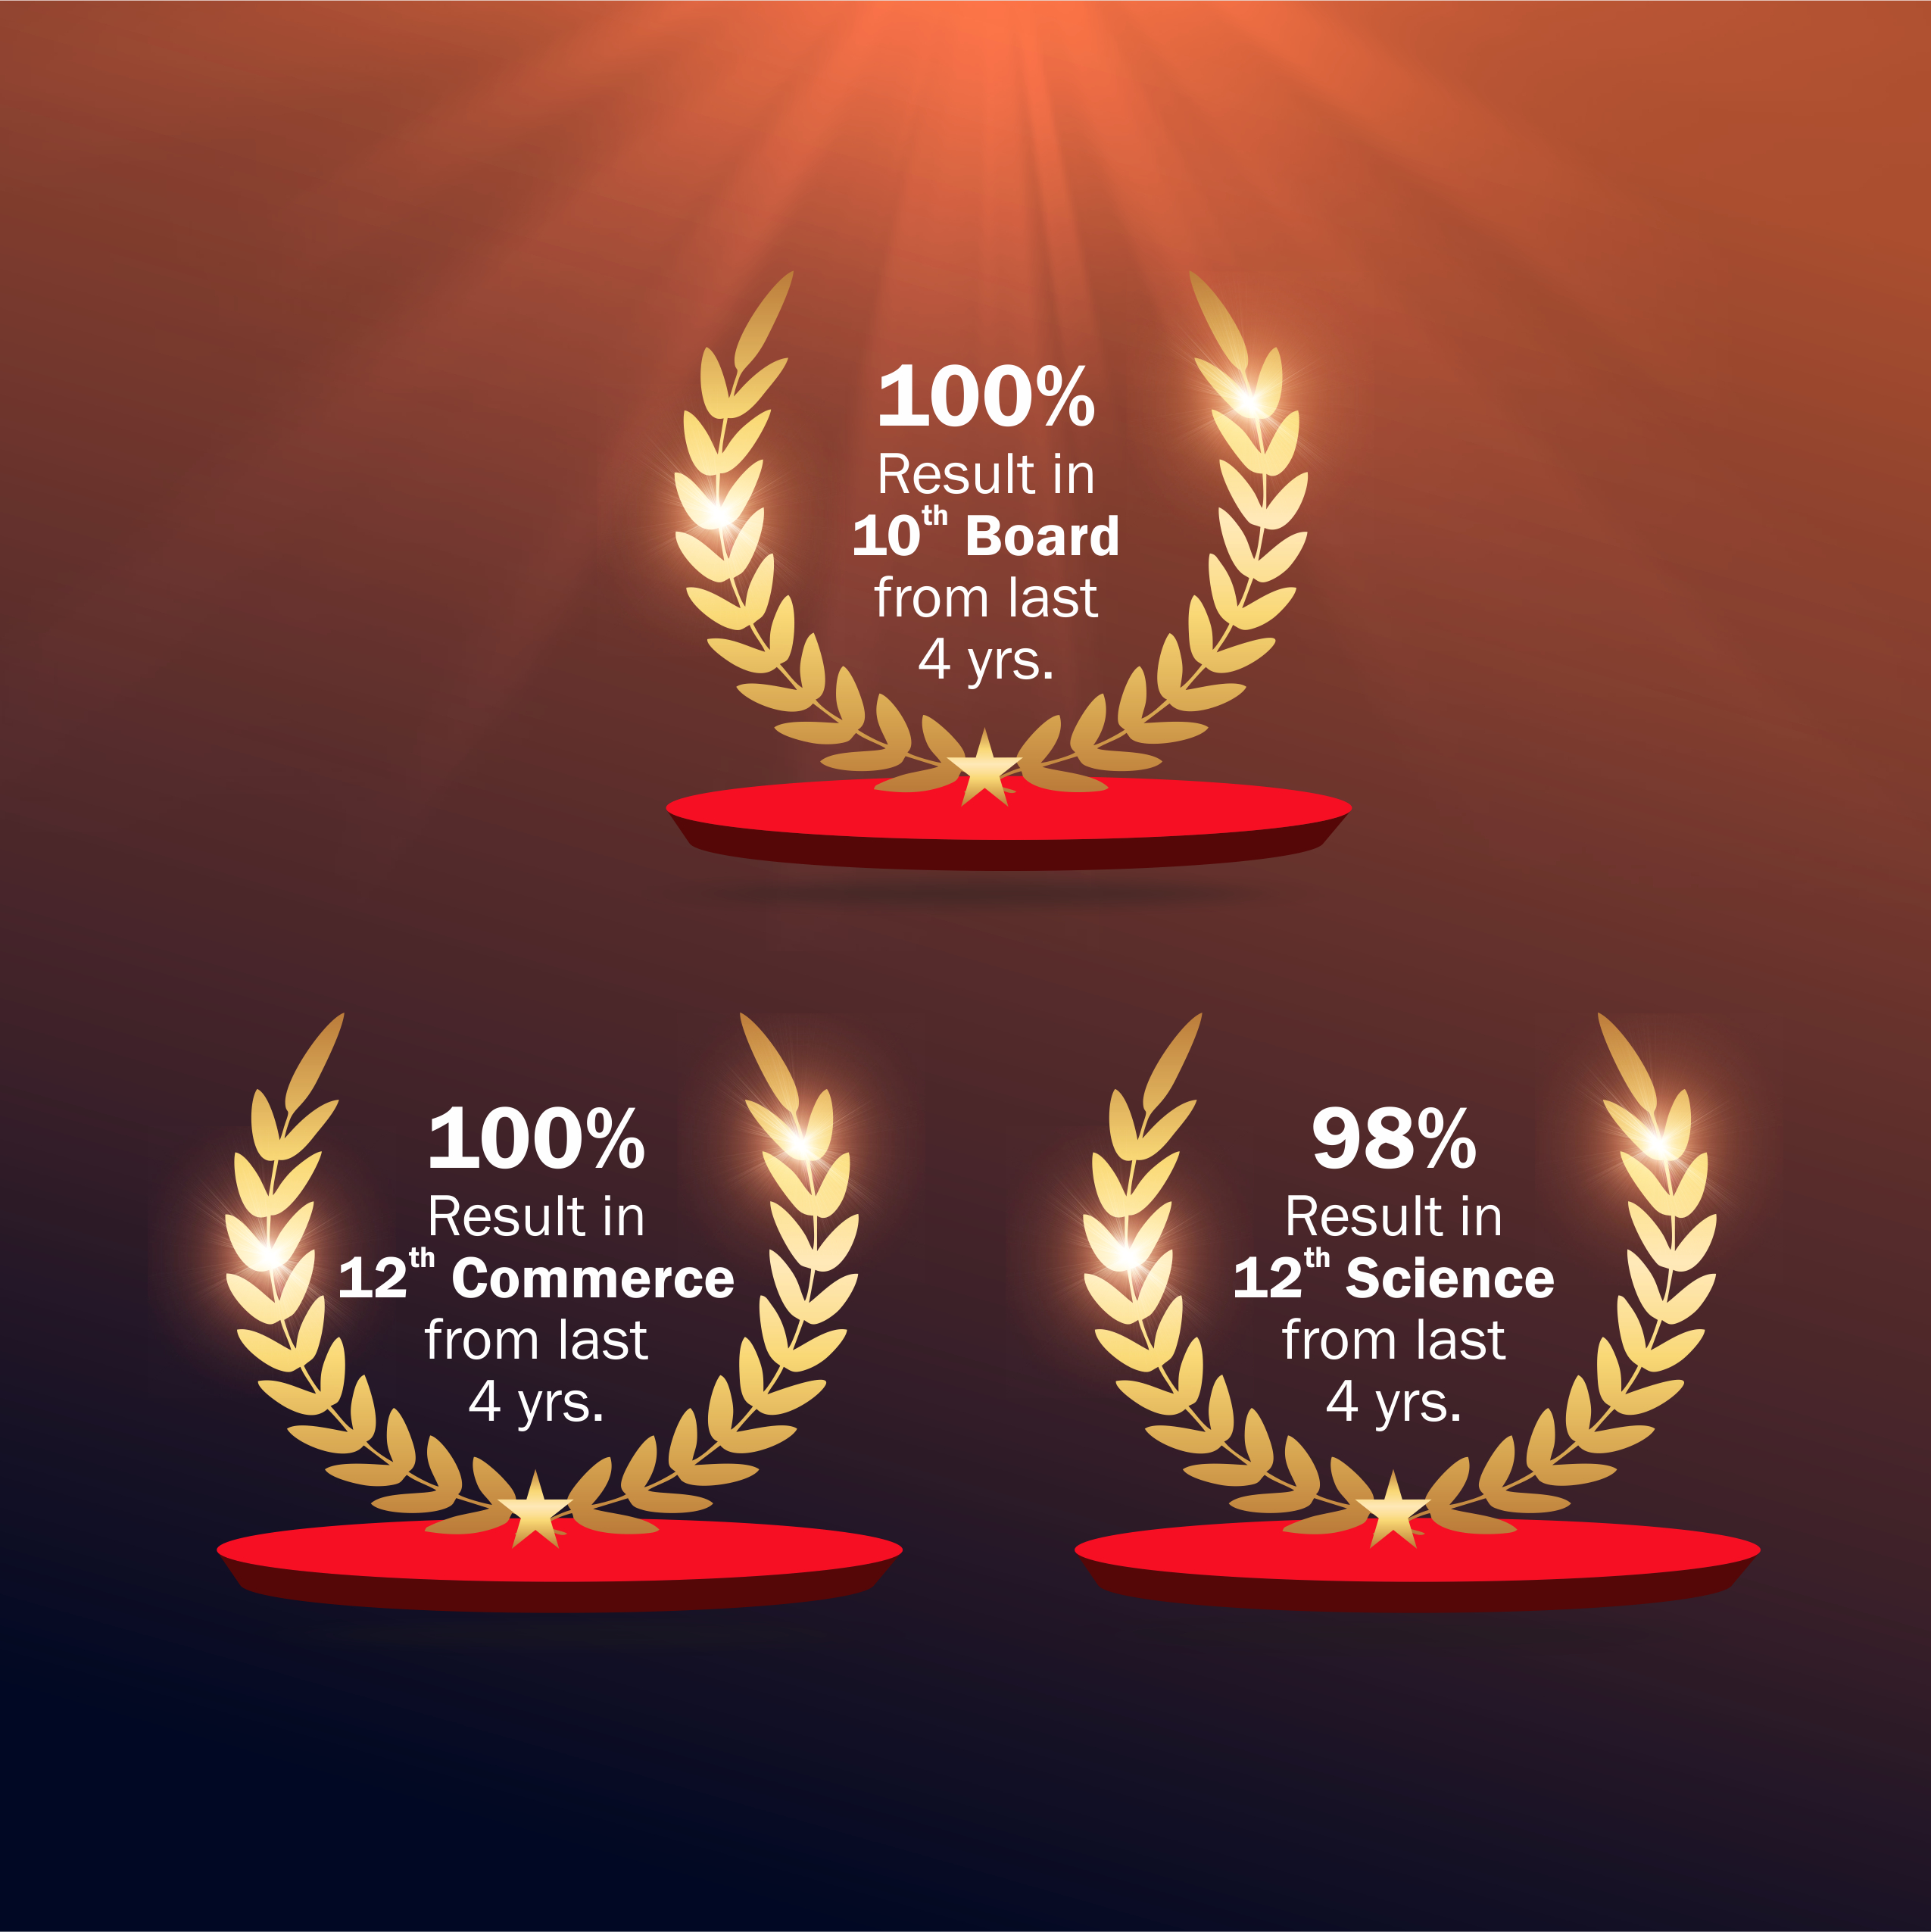 100%
Result in
10th Board
from last
4 yrs.
100%
Result in
12th Commerce
from last
4 yrs.
98%
Result in
12th Science
from last
4 yrs.